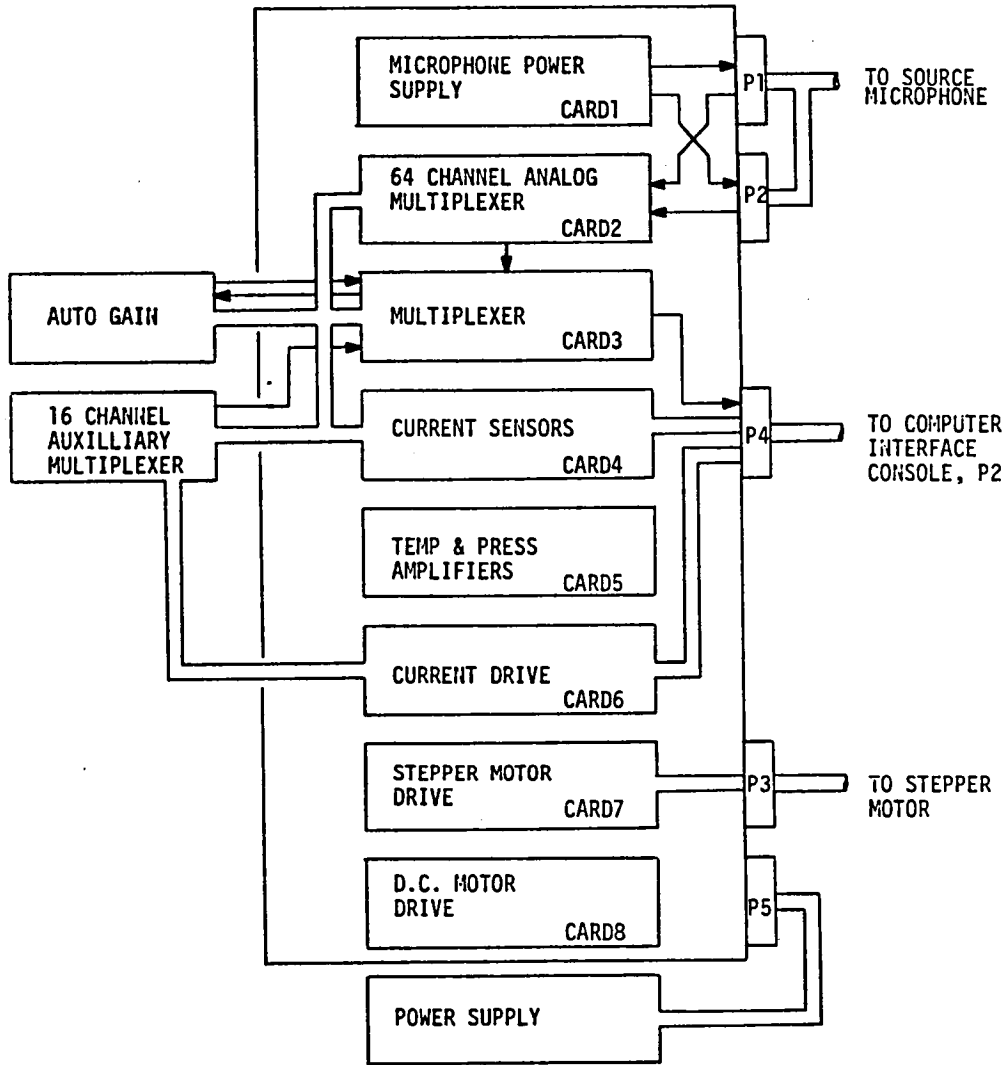 MICROPHONE POWER
SUPPLY
CARD1
P1
TO SOURCE
MICROPHONE
64 CHANNEL ANALOG
MULTIPLEXER
CARD2
P2
AUTO GAIN
MULTIPLEXER
CARD3
16 CHANNEL
AUXILLIARY
MULTIPLEXER
CURRENT SENSORS
CARD4
P4
TO COMPUTER
INTERFACE
CONSOLE, P2
TEMP & PRESS
AMPLIFIERS
CARD5
CURRENT DRIVE
CARD6
STEPPER MOTOR
DRIVE
CARD7
P3
TO STEPPER
MOTOR
D.C. MOTOR
DRIVE
CARD8
P5
POWER SUPPLY